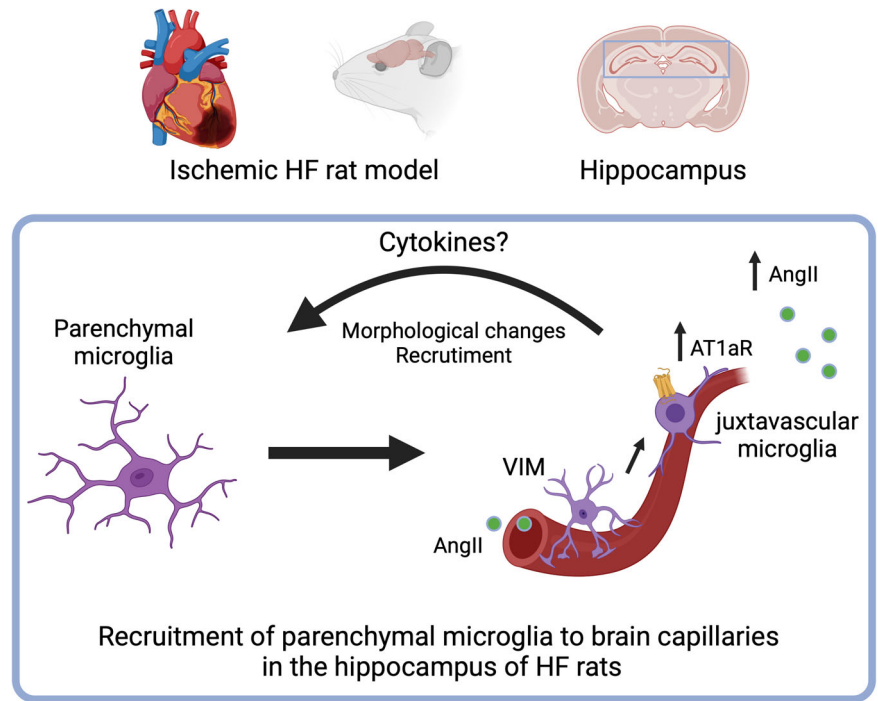 Ischemic HF rat model
Hippocampus
Cytokines?
AngII
Parenchymal
microglia
Morphological changes
Recrutiment
AT1aR
juxtavascular
microglia
VIM
AngII
Recruitment of parenchymal microglia to brain capillaries
in the hippocampus of HF rats